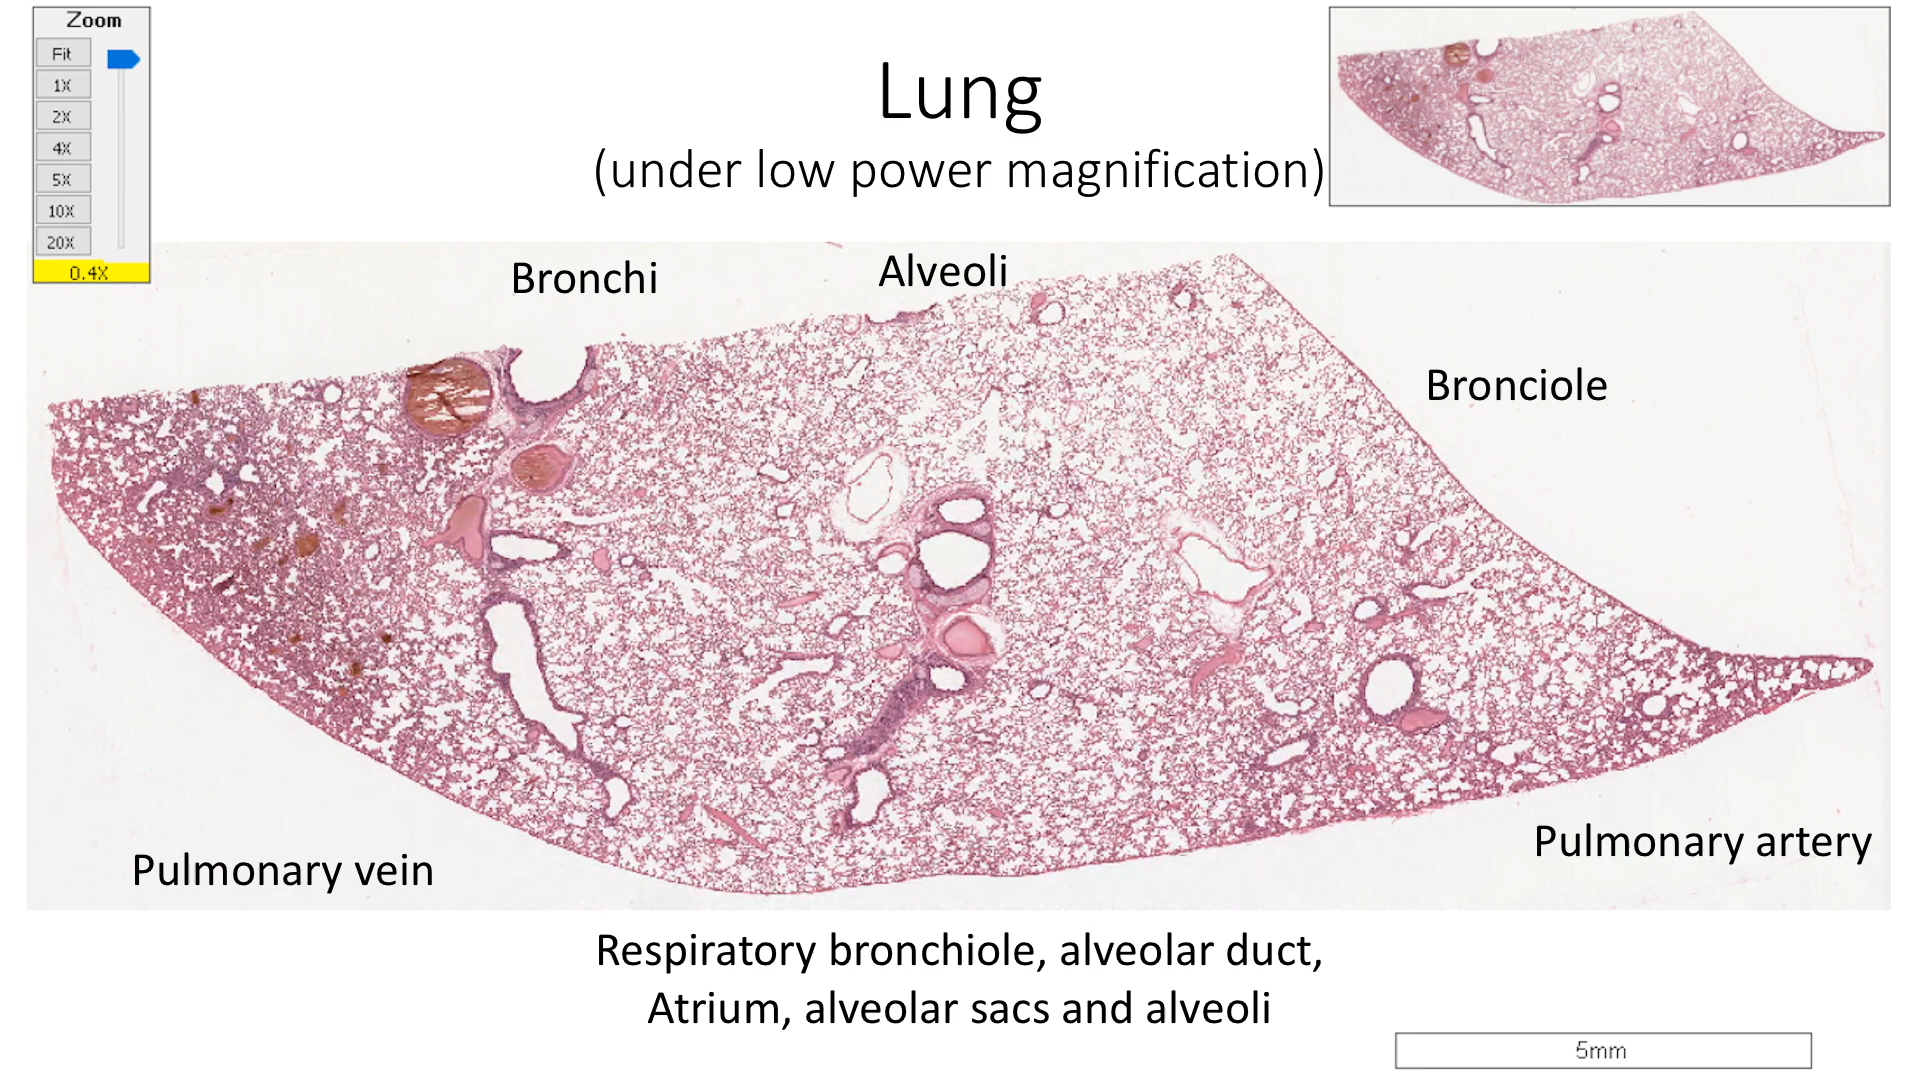 Zoom
Fit
1X
2X
4X
5X
10X
20X
0.4X
Lung
(under low power magnification)
Bronchi
Alveoli
Bronciole
Pulmonary vein
Pulmonary artery
Respiratory bronchiole, alveolar duct,
Atrium, alveolar sacs and alveoli
5mm